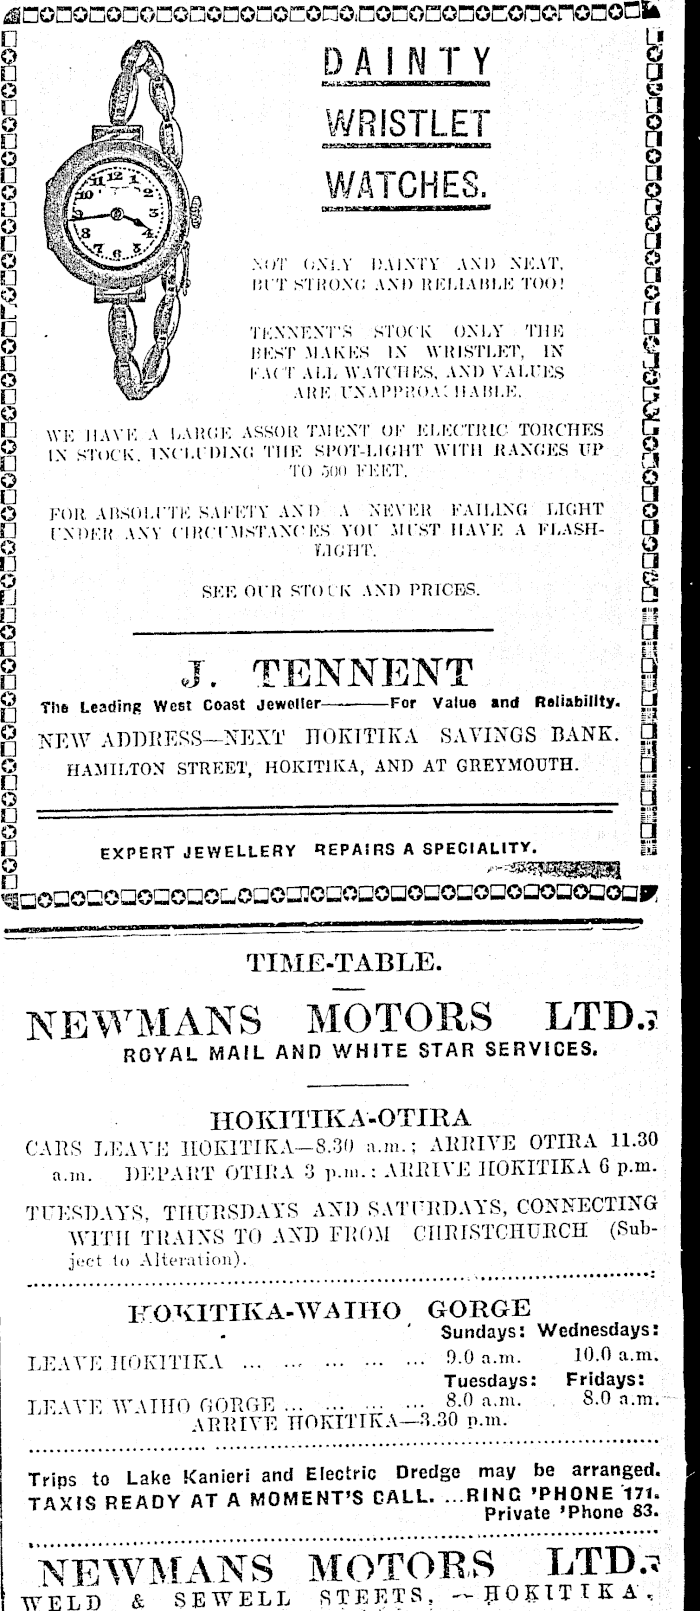 DAINTY
WRISTLET
WATCHES.
NOT ONLY DAINTY AND NEAT,
BUT STRONG AND RELIABLE TOO!
TENNENT'S STOCK ONLY THE
BEST MAKES IN WRISTLET, IN
FACT ALL WATCHES, AND VALUES
ARE UNAPPROACHABLE.
WE HAVE A LARGE ASSORTMENT OF ELECTRIC TORCHES
IN STOCK, INCLUDING THE SPOT-LIGHT WITH RANGES UP
TO 500 FEET.
FOR ABSOLUTE SAFETY AND A NEVER FAILING LIGHT
UNDER ANY CIRCUMSTANCES YOU MUST HAVE A FLASH-
LIGHT.
SEE OUR STOCK AND PRICES.
J. TENNENT
The Leading West Coast Jeweller———For Value and Reliability.
NEW ADDRESS—NEXT HOKITIKA SAVINGS BANK.
HAMILTON STREET, HOKITIKA, AND AT GREYMOUTH.
EXPERT JEWELLERY REPAIRS A SPECIALITY.
TIME-TABLE.
NEWMANS MOTORS LTD.,
ROYAL MAIL AND WHITE STAR SERVICES.
HOKITIKA-OTIRA
CARS LEAVE HOKITIKA—8.30 a.m.; ARRIVE OTIRA 11.30
a.m. DEPART OTIRA 3 p.m.; ARRIVE HOKITIKA 6 p.m.
TUESDAYS, THURSDAYS AND SATURDAYS, CONNECTING
WITH TRAINS TO AND FROM CHRISTCHURCH (Sub-
ject to Alteration).
HOKITIKA-WAIHO GORGE
Sundays: Wednesdays:
LEAVE HOKITIKA ... ... ... ... ... 9.0 a.m. 10.0 a.m.
Tuesdays: Fridays:
LEAVE WAIHO GORGE ... ... ... ... 8.0 a.m. 8.0 a.m.
ARRIVE HOKITIKA—3.30 p.m.
Trips to Lake Kanieri and Electric Dredge may be arranged.
TAXIS READY AT A MOMENT'S CALL. ...RING 'PHONE 171.
Private 'Phone 83.
NEWMANS MOTORS LTD.,
WELD & SEWELL STEETS, -- HOKITIKA.